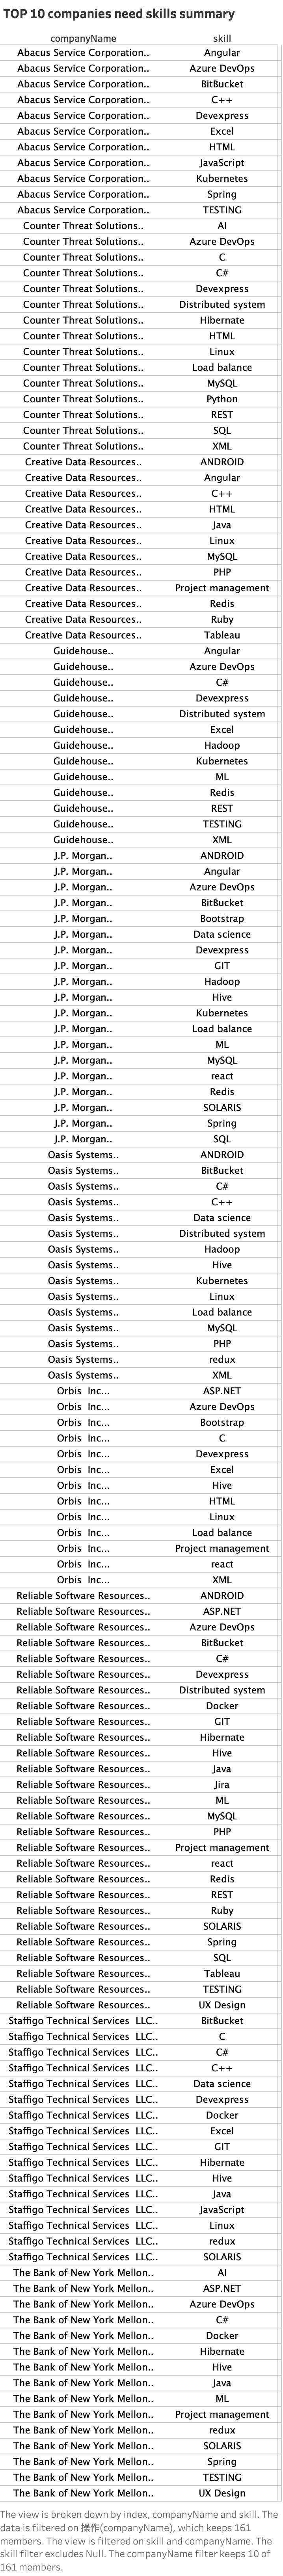 TOP 10 companies need skills summary
companyName skill
Abacus Service Corporation.. Angular
Abacus Service Corporation.. Azure DevOps
Abacus Service Corporation.. BitBucket
Abacus Service Corporation.. C++
Abacus Service Corporation.. Devexpress
Abacus Service Corporation.. Excel
Abacus Service Corporation.. HTML
Abacus Service Corporation.. JavaScript
Abacus Service Corporation.. Kubernetes
Abacus Service Corporation.. Spring
Abacus Service Corporation.. TESTING
Counter Threat Solutions.. AI
Counter Threat Solutions.. Azure DevOps
Counter Threat Solutions.. C
Counter Threat Solutions.. C#
Counter Threat Solutions.. Devexpress
Counter Threat Solutions.. Distributed system
Counter Threat Solutions.. Hibernate
Counter Threat Solutions.. HTML
Counter Threat Solutions.. Linux
Counter Threat Solutions.. Load balance
Counter Threat Solutions.. MySQL
Counter Threat Solutions.. Python
Counter Threat Solutions.. REST
Counter Threat Solutions.. SQL
Counter Threat Solutions.. XML
Creative Data Resources.. ANDROID
Creative Data Resources.. Angular
Creative Data Resources.. C++
Creative Data Resources.. HTML
Creative Data Resources.. Java
Creative Data Resources.. Linux
Creative Data Resources.. MySQL
Creative Data Resources.. PHP
Creative Data Resources.. Project management
Creative Data Resources.. Redis
Creative Data Resources.. Ruby
Creative Data Resources.. Tableau
Guidehouse.. Angular
Guidehouse.. Azure DevOps
Guidehouse.. C#
Guidehouse.. Devexpress
Guidehouse.. Distributed system
Guidehouse.. Excel
Guidehouse.. Hadoop
Guidehouse.. Kubernetes
Guidehouse.. ML
Guidehouse.. Redis
Guidehouse.. REST
Guidehouse.. TESTING
Guidehouse.. XML
J.P. Morgan.. ANDROID
J.P. Morgan.. Angular
J.P. Morgan.. Azure DevOps
J.P. Morgan.. BitBucket
J.P. Morgan.. Bootstrap
J.P. Morgan.. Data science
J.P. Morgan.. Devexpress
J.P. Morgan.. GIT
J.P. Morgan.. Hadoop
J.P. Morgan.. Hive
J.P. Morgan.. Kubernetes
J.P. Morgan.. Load balance
J.P. Morgan.. ML
J.P. Morgan.. MySQL
J.P. Morgan.. react
J.P. Morgan.. Redis
J.P. Morgan.. SOLARIS
J.P. Morgan.. Spring
J.P. Morgan.. SQL
Oasis Systems.. ANDROID
Oasis Systems.. BitBucket
Oasis Systems.. C#
Oasis Systems.. C++
Oasis Systems.. Data science
Oasis Systems.. Distributed system
Oasis Systems.. Hadoop
Oasis Systems.. Hive
Oasis Systems.. Kubernetes
Oasis Systems.. Linux
Oasis Systems.. Load balance
Oasis Systems.. MySQL
Oasis Systems.. PHP
Oasis Systems.. redux
Oasis Systems.. XML
Orbis Inc... ASP.NET
Orbis Inc... Azure DevOps
Orbis Inc... Bootstrap
Orbis Inc... C
Orbis Inc... Devexpress
Orbis Inc... Excel
Orbis Inc... Hive
Orbis Inc... HTML
Orbis Inc... Linux
Orbis Inc... Load balance
Orbis Inc... Project management
Orbis Inc... react
Orbis Inc... XML
Reliable Software Resources.. ANDROID
Reliable Software Resources.. ASP.NET
Reliable Software Resources.. Azure DevOps
Reliable Software Resources.. BitBucket
Reliable Software Resources.. C#
Reliable Software Resources.. Devexpress
Reliable Software Resources.. Distributed system
Reliable Software Resources.. Docker
Reliable Software Resources.. GIT
Reliable Software Resources.. Hibernate
Reliable Software Resources.. Hive
Reliable Software Resources.. Java
Reliable Software Resources.. Jira
Reliable Software Resources.. ML
Reliable Software Resources.. MySQL
Reliable Software Resources.. PHP
Reliable Software Resources.. Project management
Reliable Software Resources.. react
Reliable Software Resources.. Redis
Reliable Software Resources.. REST
Reliable Software Resources.. Ruby
Reliable Software Resources.. SOLARIS
Reliable Software Resources.. Spring
Reliable Software Resources.. SQL
Reliable Software Resources.. Tableau
Reliable Software Resources.. TESTING
Reliable Software Resources.. UX Design
Staffigo Technical Services LLC.. BitBucket
Staffigo Technical Services LLC.. C
Staffigo Technical Services LLC.. C#
Staffigo Technical Services LLC.. C++
Staffigo Technical Services LLC.. Data science
Staffigo Technical Services LLC.. Devexpress
Staffigo Technical Services LLC.. Docker
Staffigo Technical Services LLC.. Excel
Staffigo Technical Services LLC.. GIT
Staffigo Technical Services LLC.. Hibernate
Staffigo Technical Services LLC.. Hive
Staffigo Technical Services LLC.. Java
Staffigo Technical Services LLC.. JavaScript
Staffigo Technical Services LLC.. Linux
Staffigo Technical Services LLC.. redux
Staffigo Technical Services LLC.. SOLARIS
The Bank of New York Mellon.. AI
The Bank of New York Mellon.. ASP.NET
The Bank of New York Mellon.. Azure DevOps
The Bank of New York Mellon.. C#
The Bank of New York Mellon.. Docker
The Bank of New York Mellon.. Hibernate
The Bank of New York Mellon.. Hive
The Bank of New York Mellon.. Java
The Bank of New York Mellon.. ML
The Bank of New York Mellon.. Project management
The Bank of New York Mellon.. redux
The Bank of New York Mellon.. SOLARIS
The Bank of New York Mellon.. Spring
The Bank of New York Mellon.. TESTING
The Bank of New York Mellon.. UX Design
The view is broken down by index, companyName and skill. The
data is filtered on 操作(companyName), which keeps 161
members. The view is filtered on skill and companyName. The
skill filter excludes Null. The companyName filter keeps 10 of
161 members.